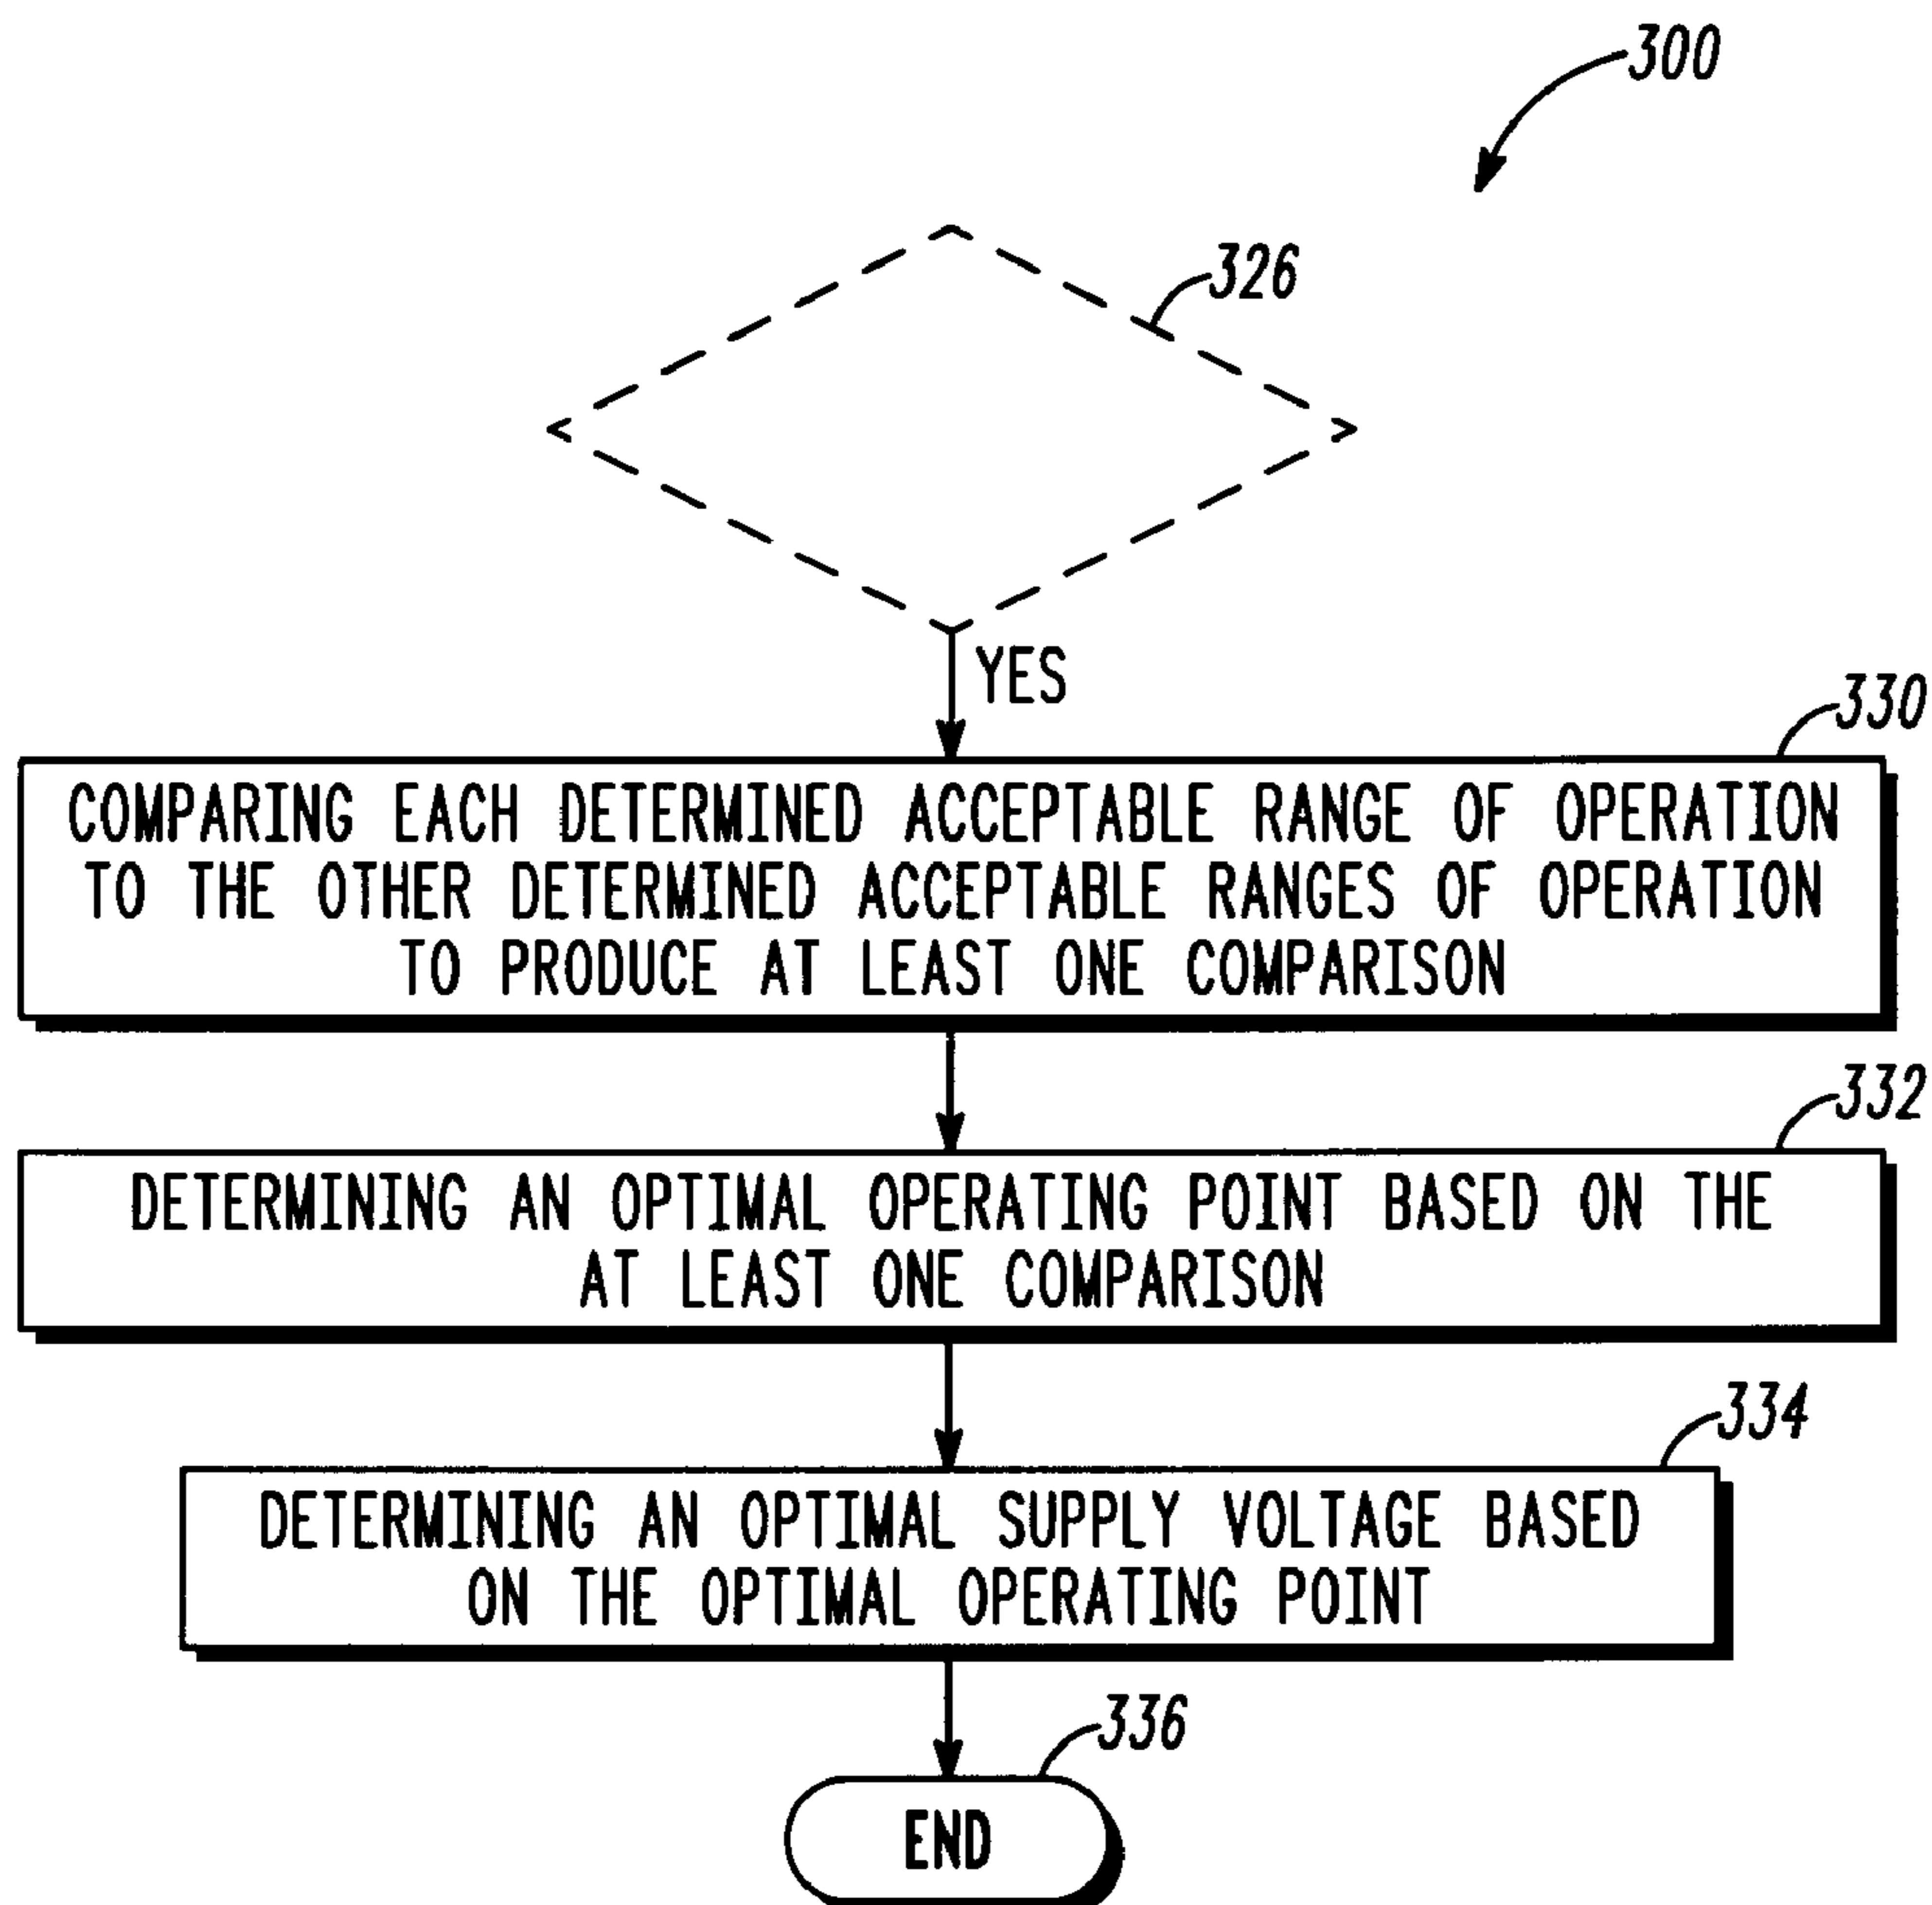 300
326
YES
330
COMPARING EACH DETERMINED ACCEPTABLE RANGE OF OPERATION
TO THE OTHER DETERMINED ACCEPTABLE RANGES OF OPERATION
TO PRODUCE AT LEAST ONE COMPARISON
332
DETERMINING AN OPTIMAL OPERATING POINT BASED ON THE
AT LEAST ONE COMPARISON
334
DETERMINING AN OPTIMAL SUPPLY VOLTAGE BASED
ON THE OPTIMAL OPERATING POINT
336
END